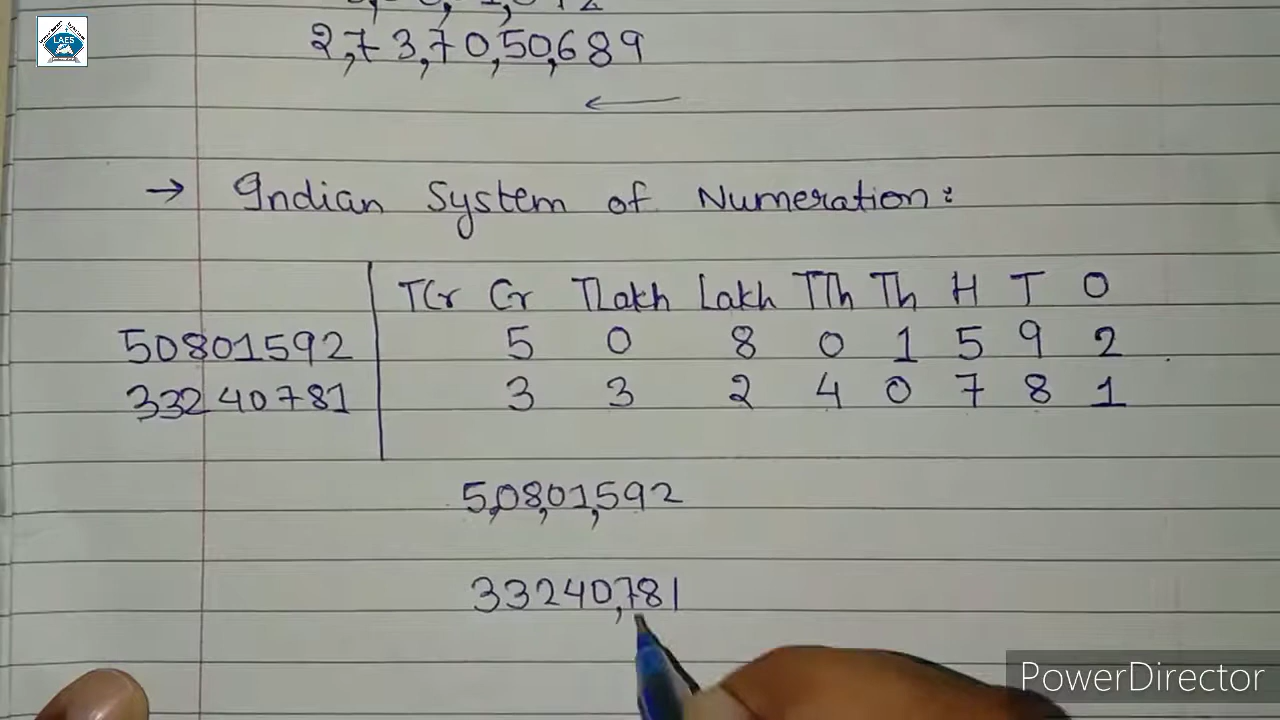 LAES
2,73,70,50,689
→ Indian System of Numeration:
TCr Cr TLakh Lakh TTh Th H T O
50801592 5 0 8 0 1 5 9 2
33240781 3 3 2 4 0 7 8 1
5,08,01,592
33240,781
PowerDirector